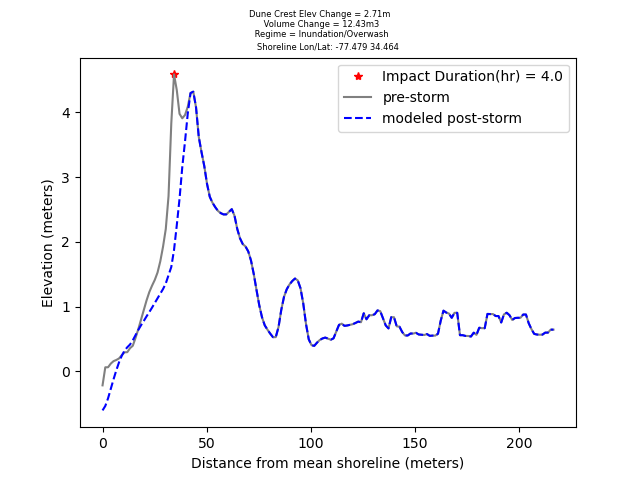 Dune Crest Elev Change = 2.71m
Volume Change = 12.43m3
Regime = Inundation/Overwash
Shoreline Lon/Lat: -77.479 34.464
Impact Duration(hr) = 4.0
pre-storm
modeled post-storm
Elevation (meters)
4
3
2
1
0
0 50 100 150 200
Distance from mean shoreline (meters)